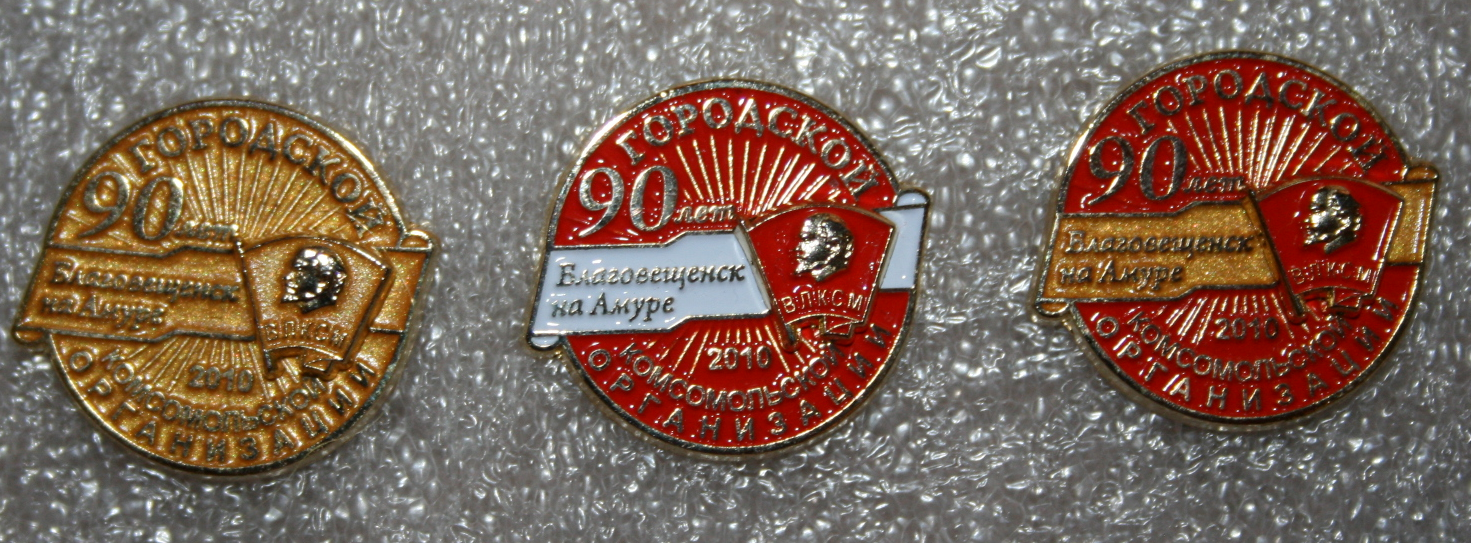 ГОРОДСКОЙ
90 лет
Благовещенск
на Амуре
ВЛКСМ
2010
КОМСОМОЛЬСКОЙ
ОРГАНИЗАЦИИ
ГОРОДСКОЙ
90 лет
Благовещенск
на Амуре
ВЛКСМ
2010
КОМСОМОЛЬСКОЙ
ОРГАНИЗАЦИИ
ГОРОДСКОЙ
90 лет
Благовещенск
на Амуре
ВЛКСМ
2010
КОМСОМОЛЬСКОЙ
ОРГАНИЗАЦИИ